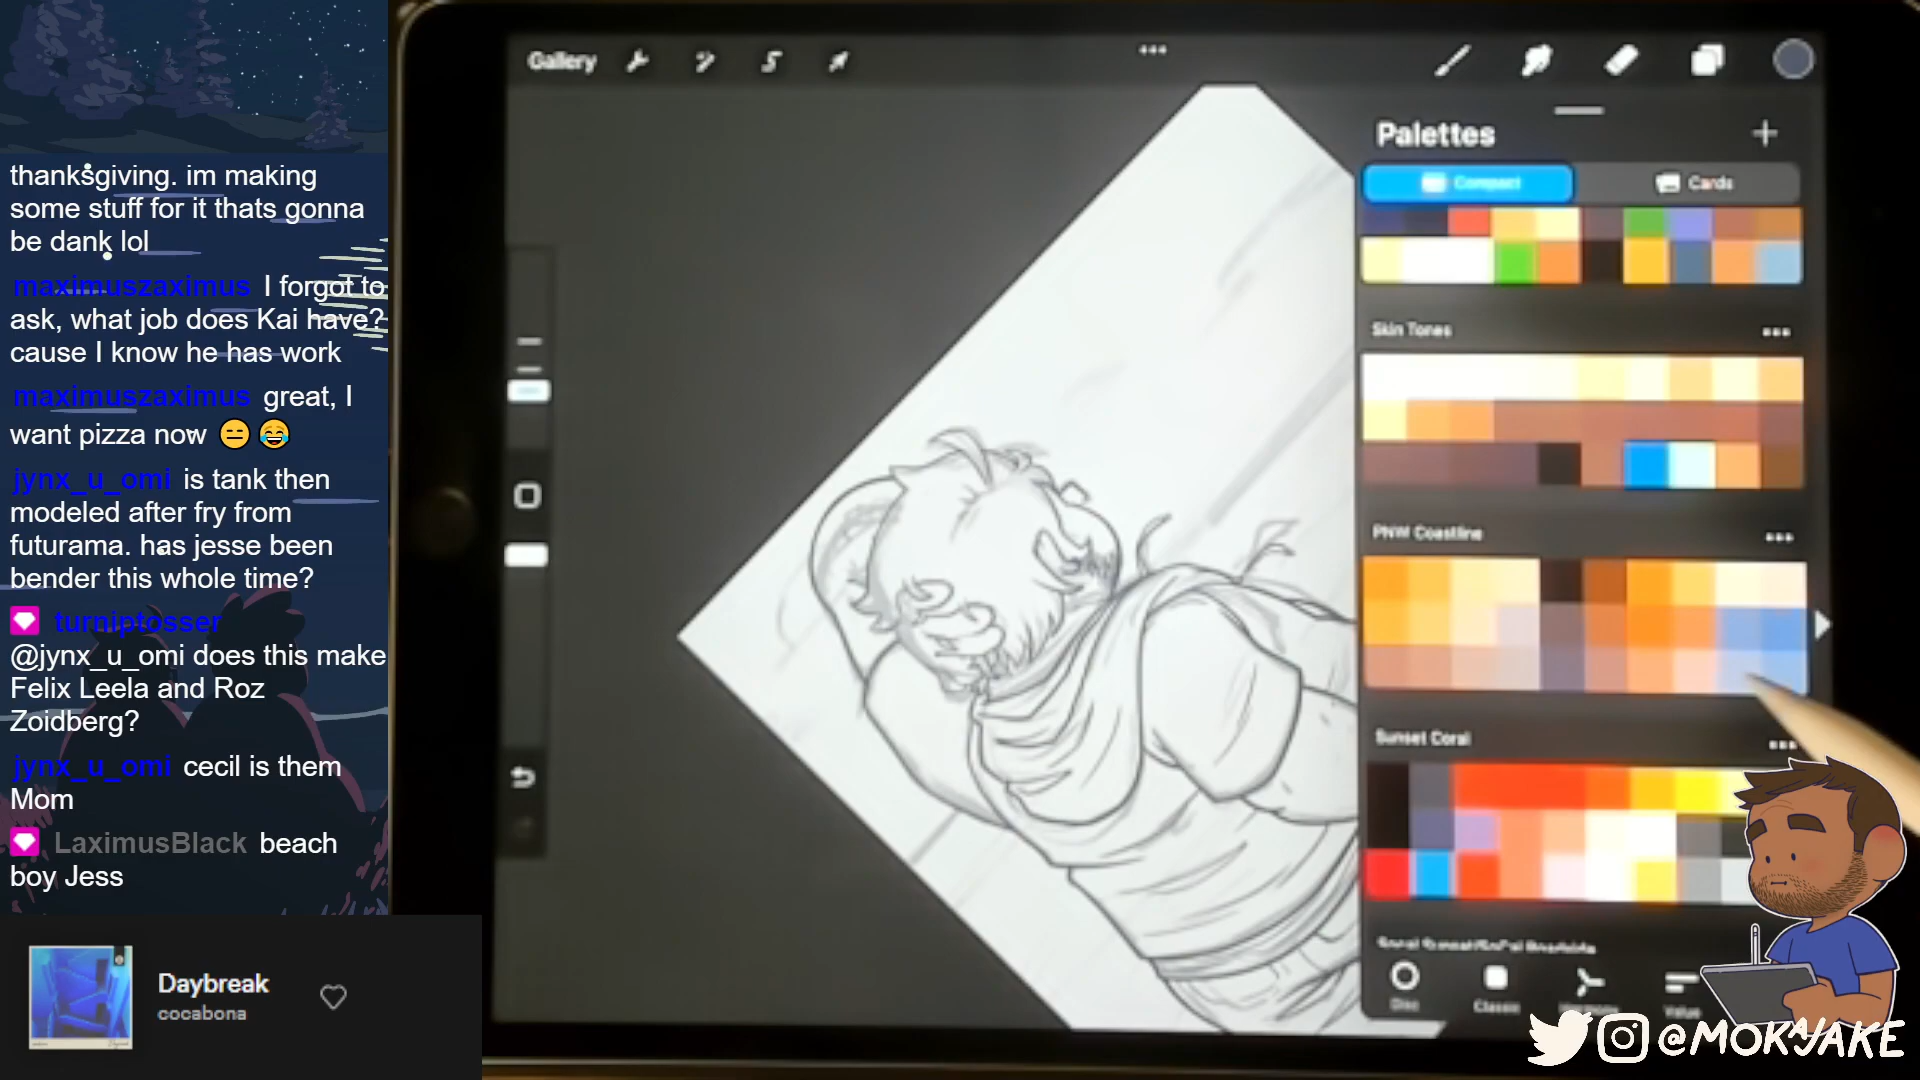 thanksgiving. im making
some stuff for it thats gonna
be dank lol
maximuszaximus I forgot to
ask, what job does Kai have?
cause I know he has work
maximuszaximus great, I
want pizza now
jynx_u_omi is tank then
modeled after fry from
futurama. has jesse been
bender this whole time?
turniptosser
@jynx_u_omi does this make
Felix Leela and Roz
Zoidberg?
jynx_u_omi cecil is them
Mom
LaximusBlack beach
boy Jess
Daybreak
cocabona
Gallery
Palettes
Compact
Cards
Skin Tones
PNW Coastline
Sunset Coral
Disc
Classic
Harmony
Value
@MOKAJAKE